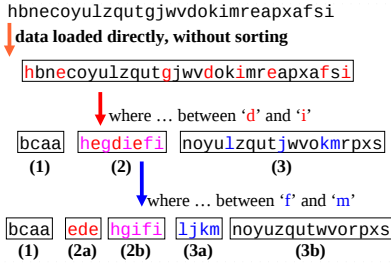 hbnecoyulzqutgjwvdokimreapxafsi
data loaded directly, without sorting
hbnecoyulzqutgjwvdokimreapxafsi
where ... between ‘d’ and ‘i’
bcaa hegdiefi noyulzqutjwvokmrpxs
(1) (2) (3)
where ... between ‘f’ and ‘m’
bcaa ede hgifi ljkm noyuzqutwvorpxs
(1) (2a) (2b) (3a) (3b)